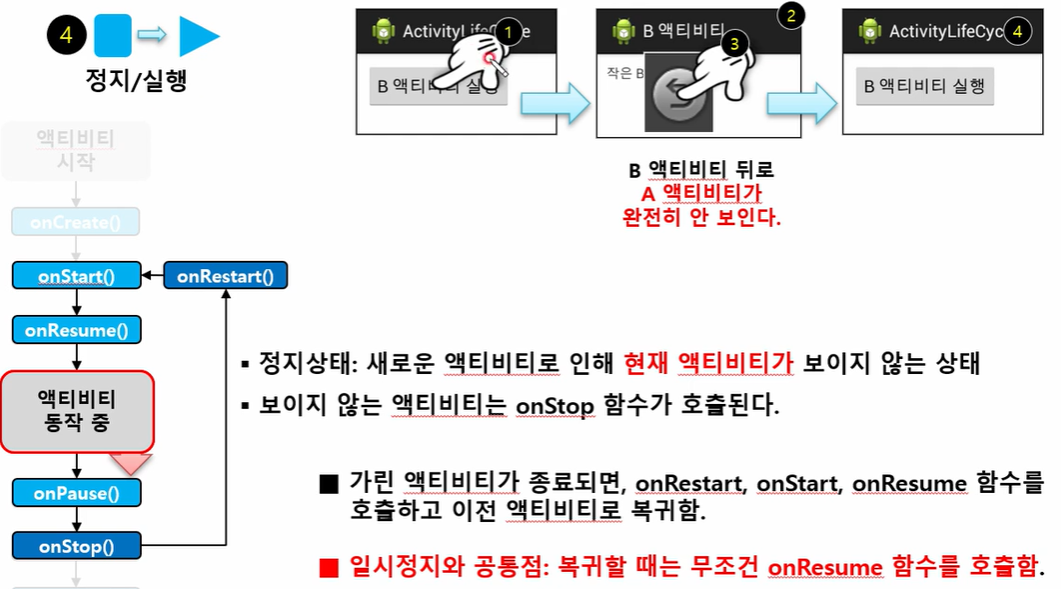 4
정지/실행
액티비티
시작
onCreate()
onStart()
onRestart()
onResume()
액티비티
동작 중
onPause()
onStop()
1
B 액티비티 실행
B 액티비티
2
3
작은 B
ActivityLifeCyc
4
B 액티비티 실행
B 액티비티 뒤로
A 액티비티가
완전히 안 보인다.
▪ 정지상태: 새로운 액티비티로 인해 현재 액티비티가 보이지 않는 상태
▪ 보이지 않는 액티비티는 onStop 함수가 호출된다.
■ 가린 액티비티가 종료되면, onRestart, onStart, onResume 함수를
호출하고 이전 액티비티로 복귀함.
■ 일시정지와 공통점: 복귀할 때는 무조건 onResume 함수를 호출함.